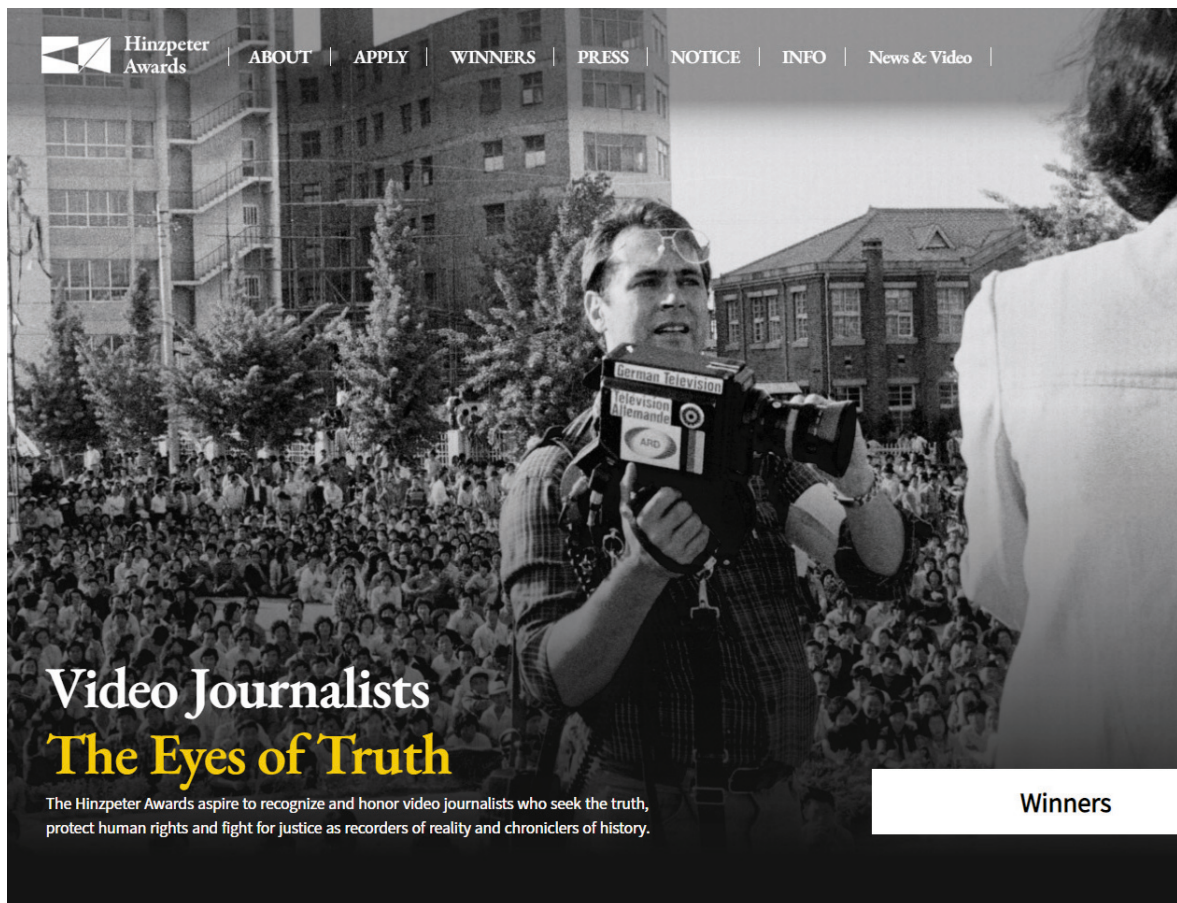 Hinzpeter
Awards
ABOUT
APPLY
WINNERS
PRESS
NOTICE
INFO
News & Video
German Television
Télévision
Allemande
ARD
Video Journalists
The Eyes of Truth
The Hinzpeter Awards aspire to recognize and honor video journalists who seek the truth,
protect human rights and fight for justice as recorders of reality and chroniclers of history.
Winners